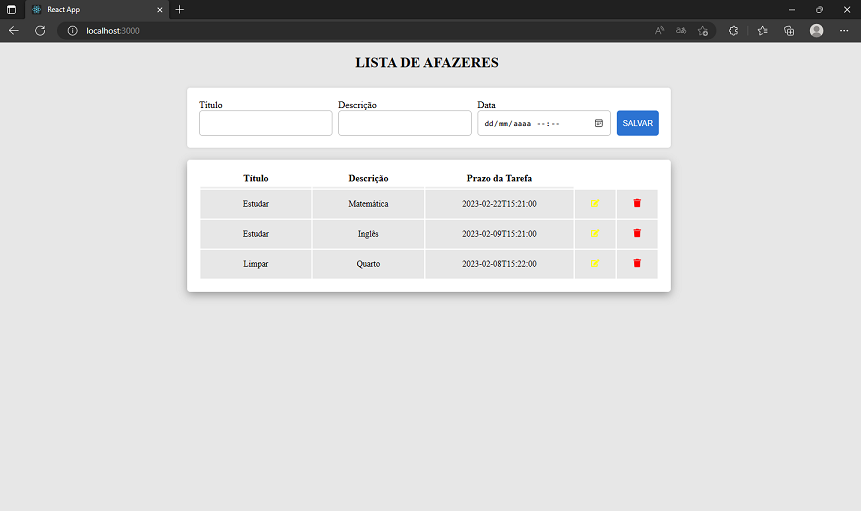 React App
localhost:3000
LISTA DE AFAZERES
Título Descrição Data
dd/mm/aaaa --:-- SALVAR
Título Descrição Prazo da Tarefa
Estudar Matemática 2023-02-22T15:21:00
Estudar Inglês 2023-02-09T15:21:00
Limpar Quarto 2023-02-08T15:22:00